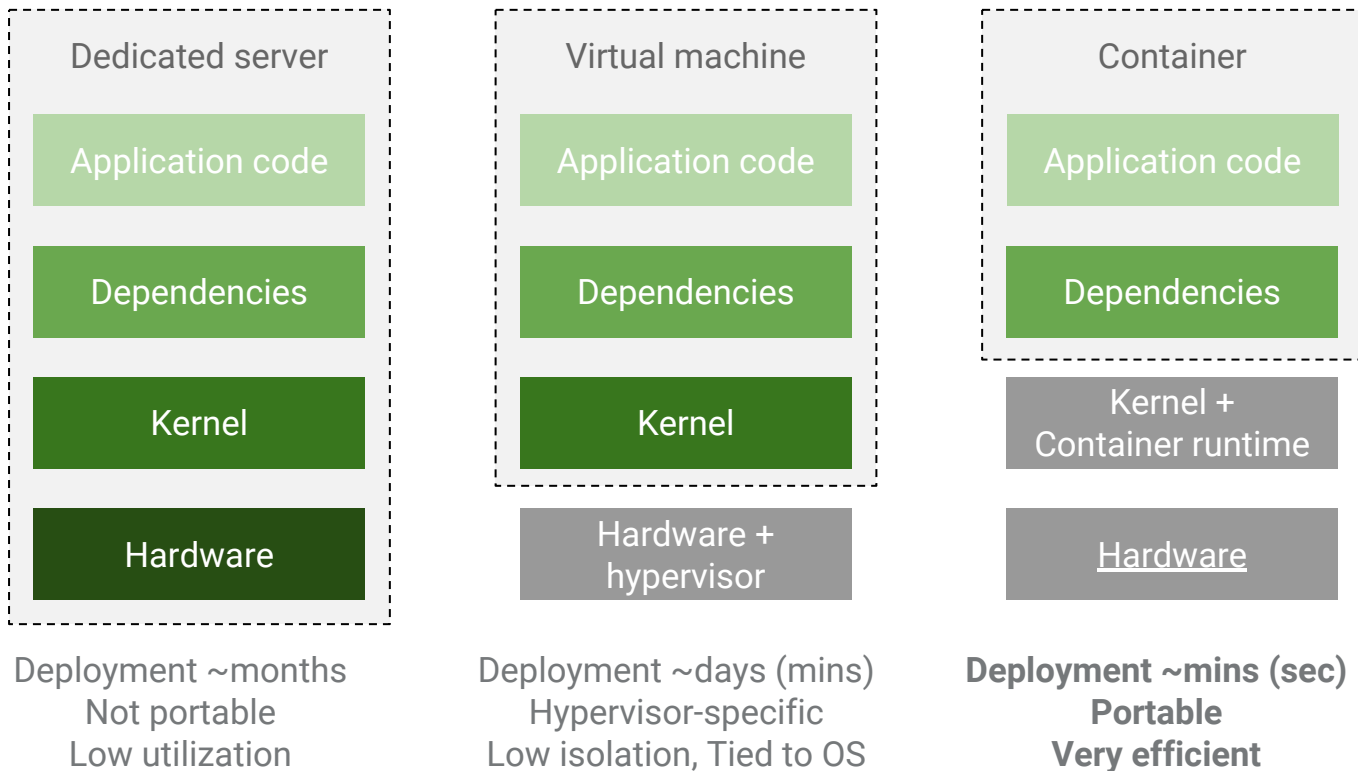 Dedicated server
Application code
Dependencies
Kernel
Hardware
Deployment ~months
Not portable
Low utilization
Virtual machine
Application code
Dependencies
Kernel
Hardware +
hypervisor
Deployment ~days (mins)
Hypervisor-specific
Low isolation, Tied to OS
Container
Application code
Dependencies
Kernel +
Container runtime
Hardware
Deployment ~mins (sec)
Portable
Very efficient